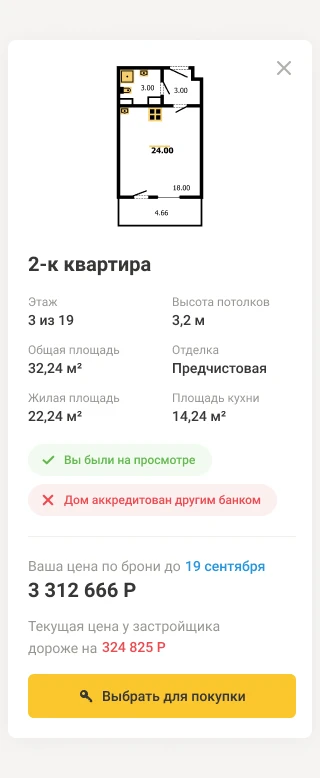 3.00
3.00
24.00
18.00
4.66
2-к квартира
Этаж
Высота потолков
3 из 19
3,2 м
Общая площадь
Отделка
32,24 м²
Предчистовая
Жилая площадь
Площадь кухни
22,24 м²
14,24 м²
Вы были на просмотре
Дом аккредитован другим банком
Ваша цена по брони до 19 сентября
3 312 666 Р
Текущая цена у застройщика
дороже на 324 825 Р
Выбрать для покупки